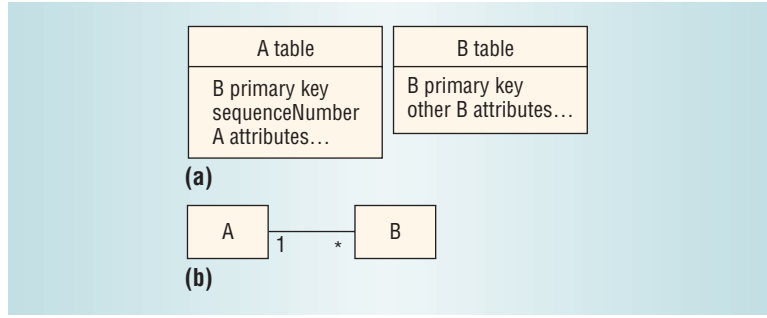 A table
B primary key
sequenceNumber
A attributes…
B table
B primary key
other B attributes…
(a)
A
1
*
B
(b)